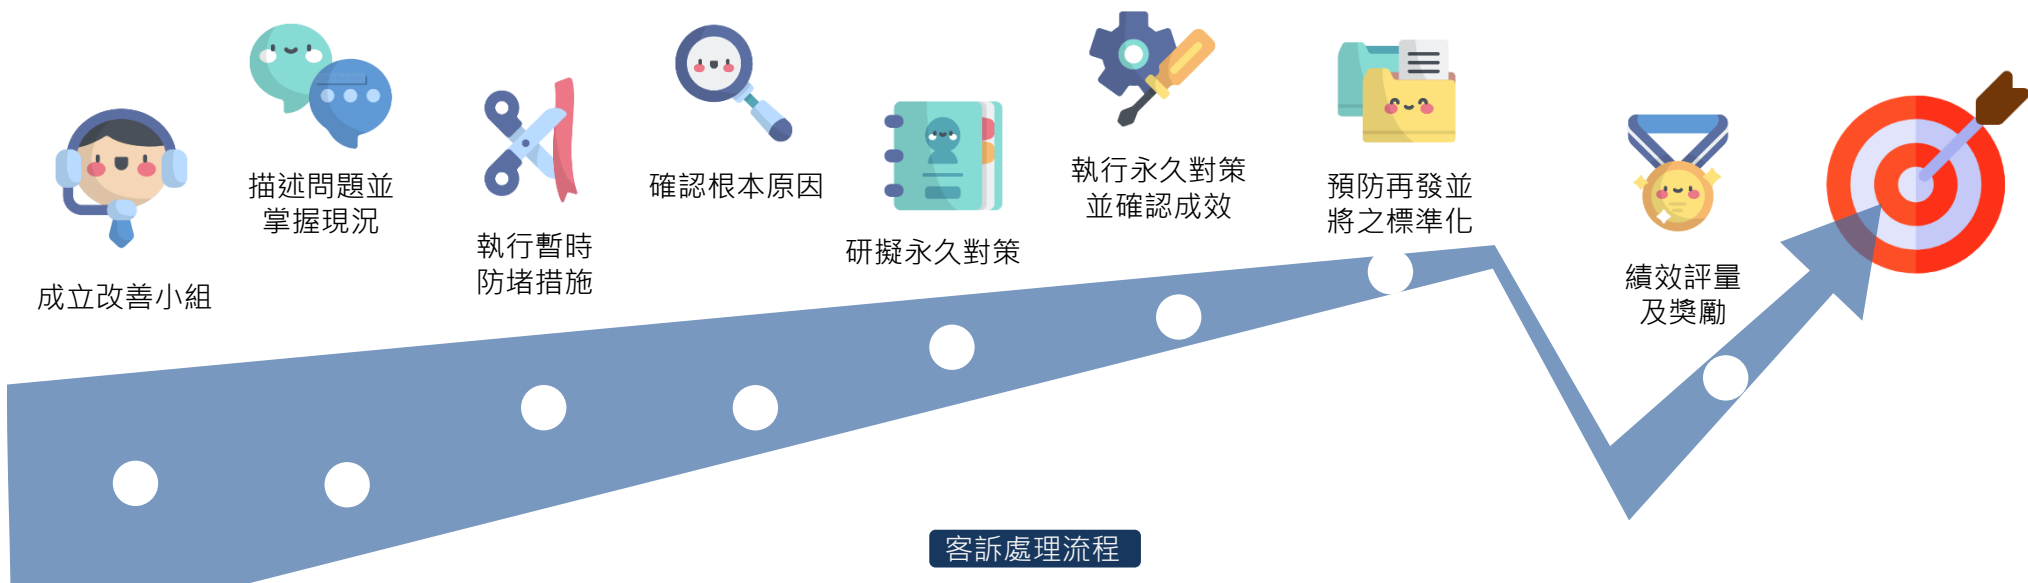 成立改善小組
描述問題並
掌握現況
執行暫時
防堵措施
確認根本原因
研擬永久對策
執行永久對策
並確認成效
預防再發並
將之標準化
績效評量
及獎勵
客訴處理流程